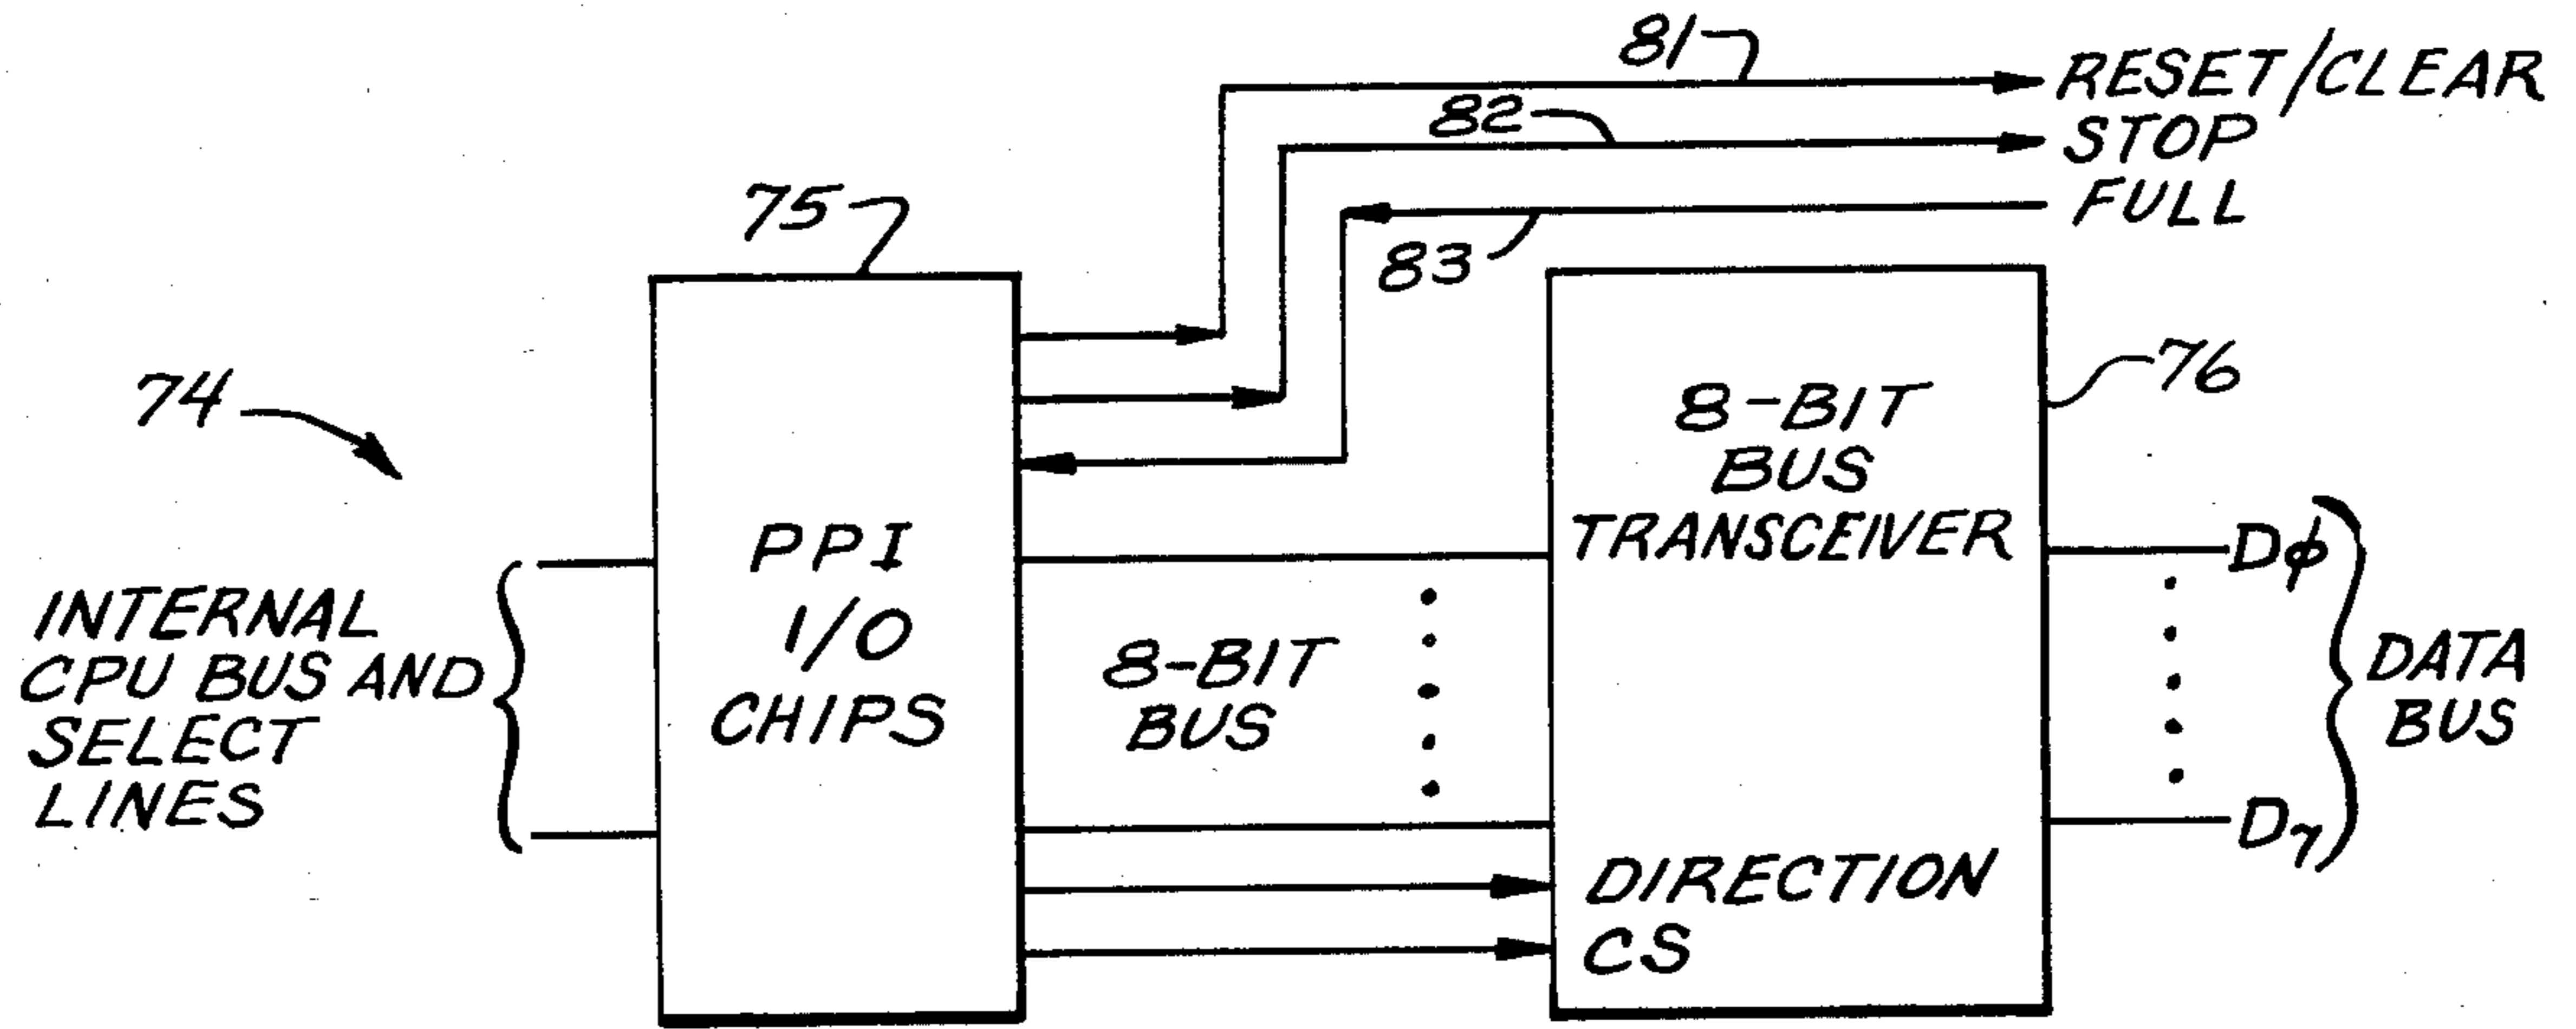 81
RESET/CLEAR
82
STOP
75
FULL
83
74
76
8-BIT
BUS
TRANSCEIVER
PPI
I/O
CHIPS
Dϕ
INTERNAL
CPU BUS AND
SELECT
LINES
8-BIT
BUS
DATA
BUS
D7
DIRECTION
CS